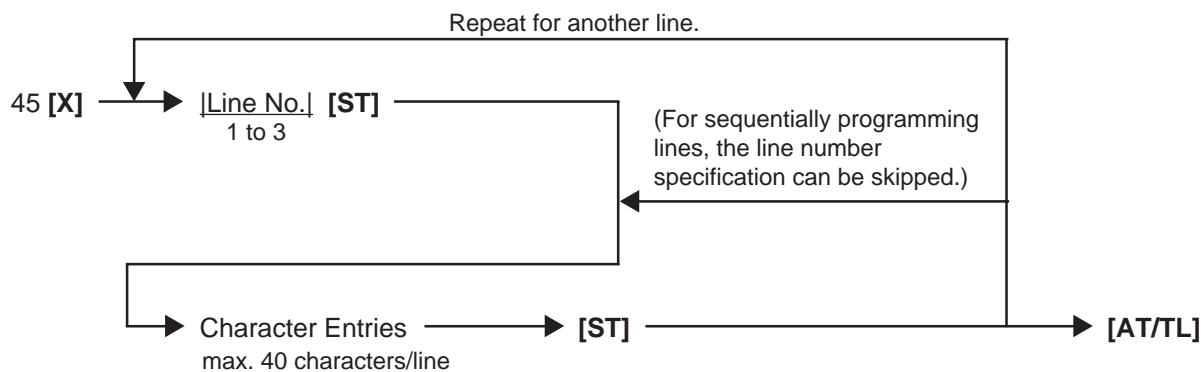 Repeat for another line.
45 [X]
|Line No.| [ST]
1 to 3
(For sequentially programming
lines, the line number
specification can be skipped.)
Character Entries
[ST]
[AT/TL]
max. 40 characters/line